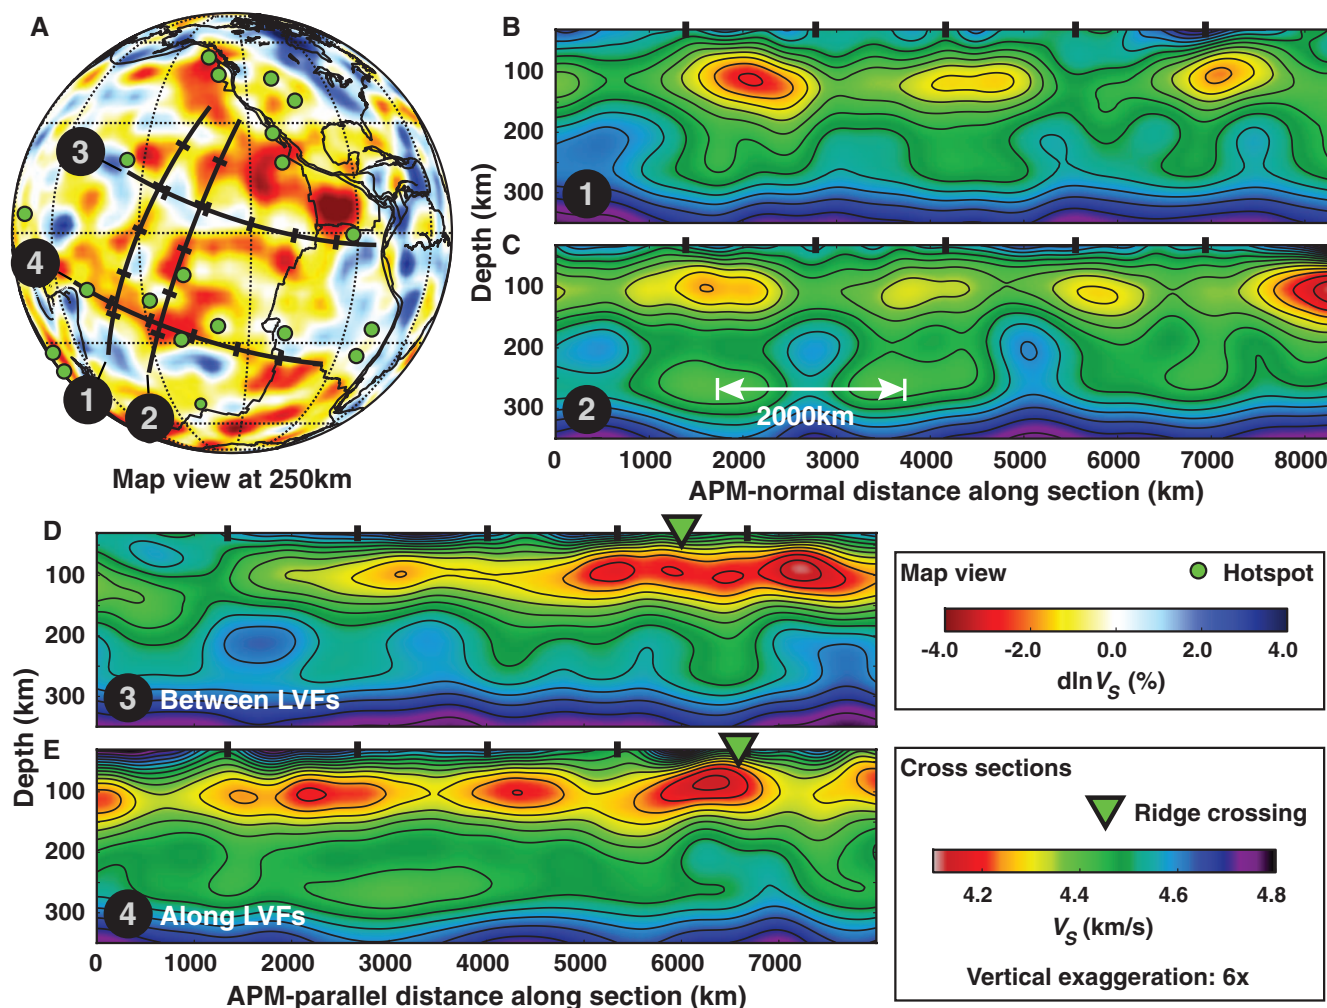 A
3
4
1
2
Map view at 250km
B
100
200
300
1
C
Depth (km)
100
200
300
2
2000km
0 1000 2000 3000 4000 5000 6000 7000 8000
APM-normal distance along section (km)
D
100
200
300
3 Between LVFs
E
Depth (km)
100
200
300
4 Along LVFs
0 1000 2000 3000 4000 5000 6000 7000
APM-parallel distance along section (km)
Map view Hotspot
-4.0 -2.0 0.0 2.0 4.0
dln VS (%)
Cross sections
Ridge crossing
4.2 4.4 4.6 4.8
VS (km/s)
Vertical exaggeration: 6x